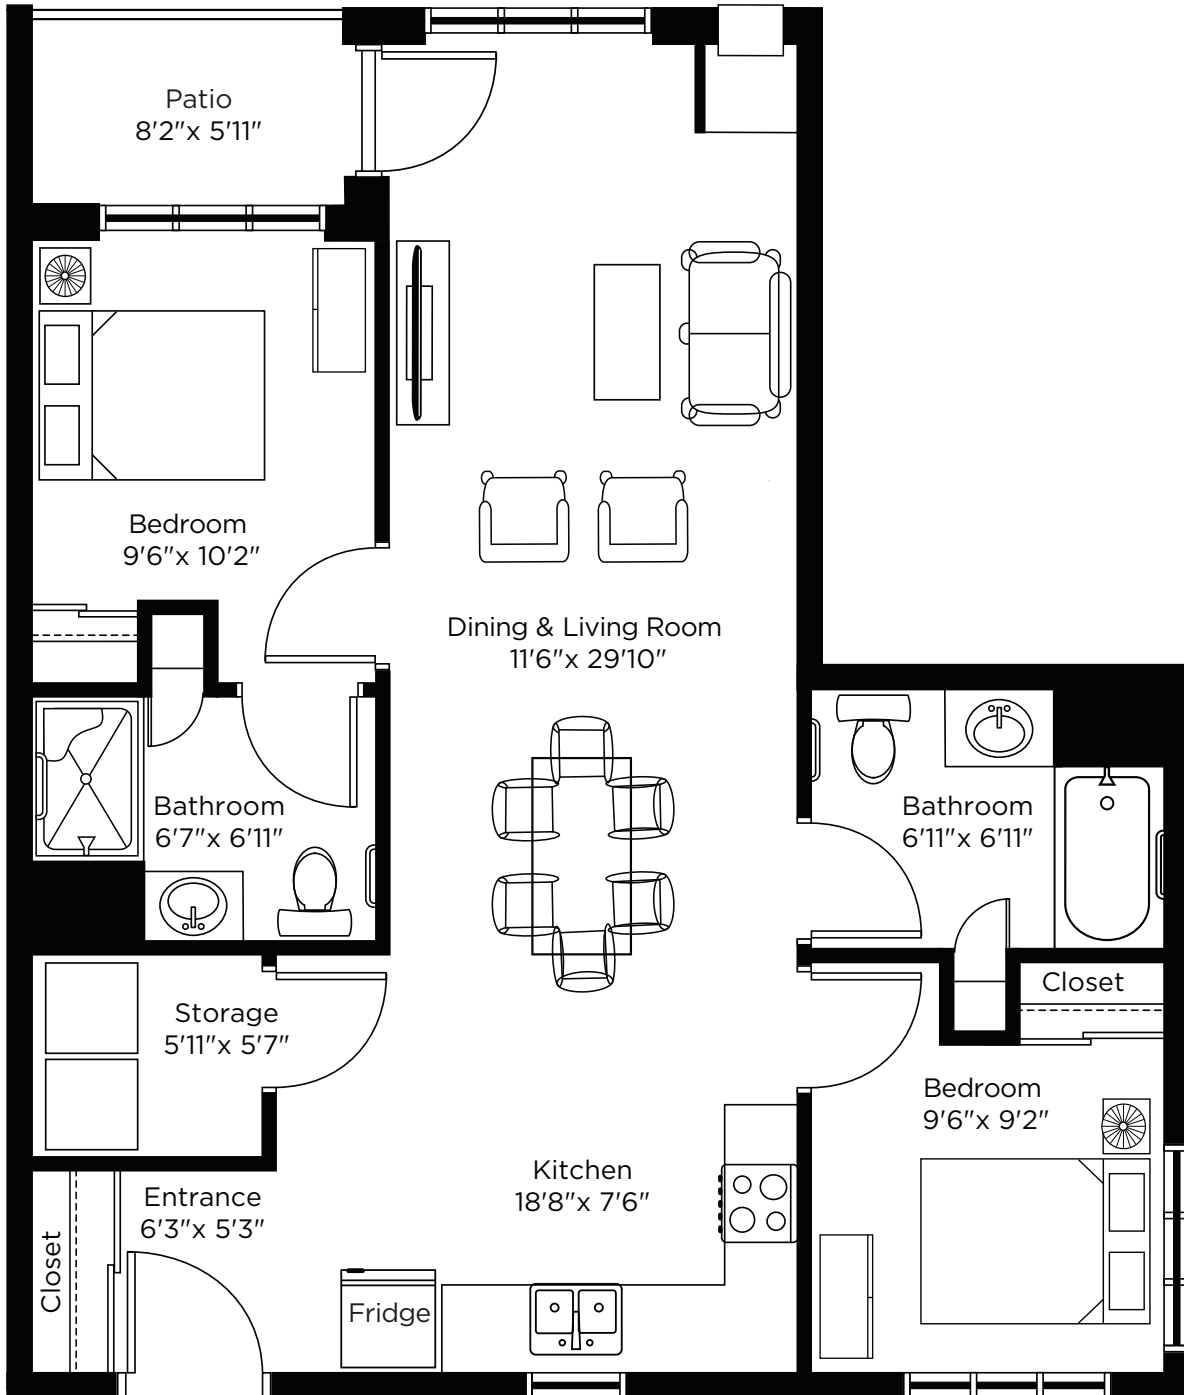 Patio
8'2"x 5'11"
Bedroom
9'6"x 10'2"
Dining & Living Room
11'6"x 29'10"
Bathroom
6'7"x 6'11"
Bathroom
6'11"x 6'11"
Storage
5'11"x 5'7"
Closet
Bedroom
9'6"x 9'2"
Kitchen
18'8"x 7'6"
Entrance
6'3"x 5'3"
Closet
Fridge